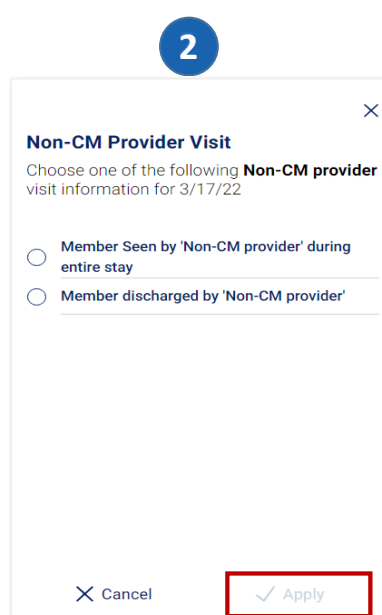 2
Non-CM Provider Visit
Choose one of the following Non-CM provider
visit information for 3/17/22
Member Seen by 'Non-CM provider' during
entire stay
Member discharged by 'Non-CM provider'
Cancel
Apply